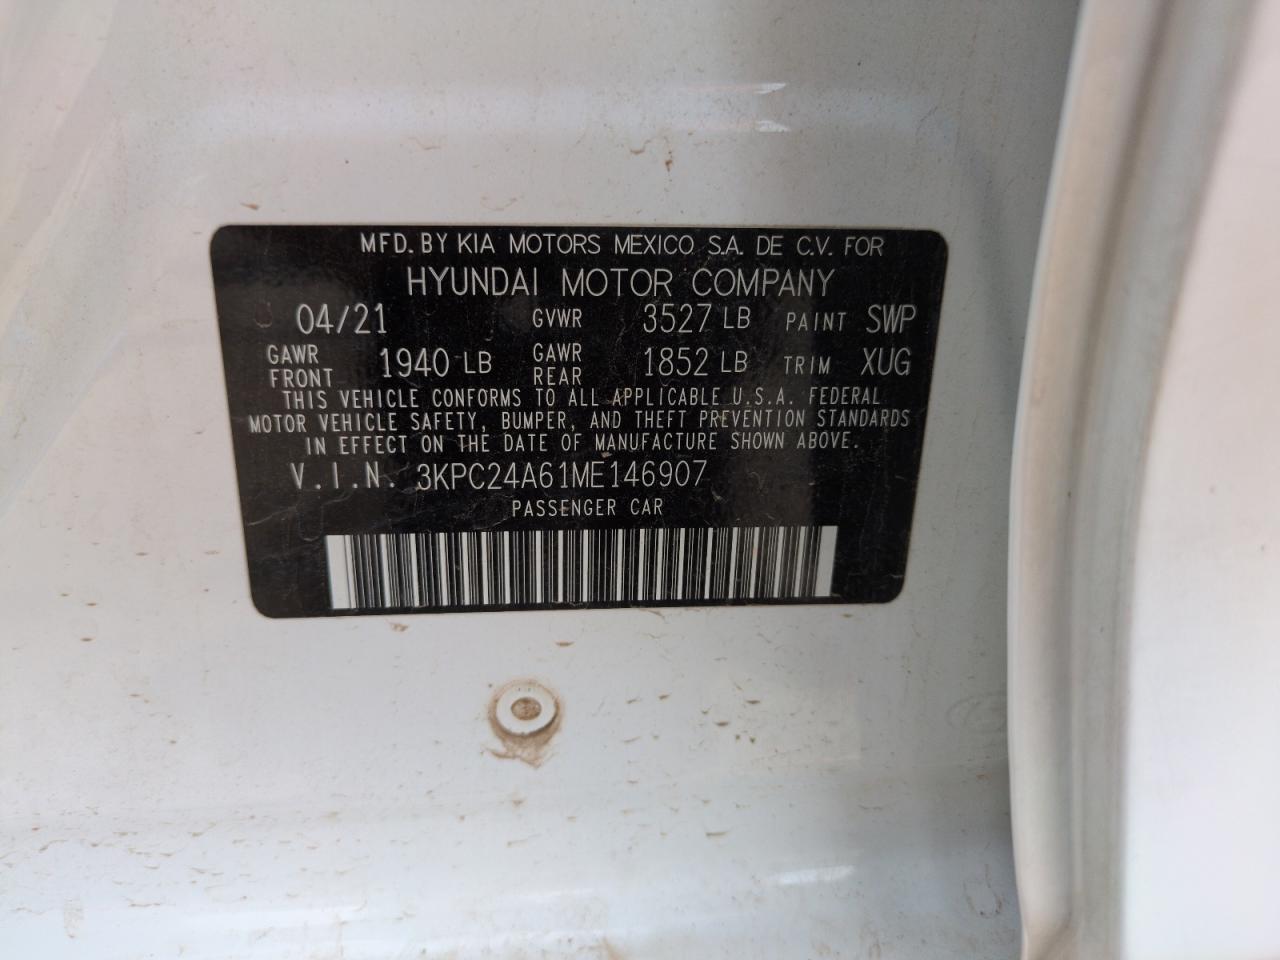 MFD. BY KIA MOTORS MEXICO S.A. DE C.V. FOR
HYUNDAI MOTOR COMPANY
04/21 GVWR 3527 LB PAINT SWP
GAWR FRONT 1940 LB GAWR REAR 1852 LB TRIM XUG
THIS VEHICLE CONFORMS TO ALL APPLICABLE U.S.A. FEDERAL
MOTOR VEHICLE SAFETY, BUMPER, AND THEFT PREVENTION STANDARDS
IN EFFECT ON THE DATE OF MANUFACTURE SHOWN ABOVE.
V.I.N. 3KPC24A61ME146907
PASSENGER CAR